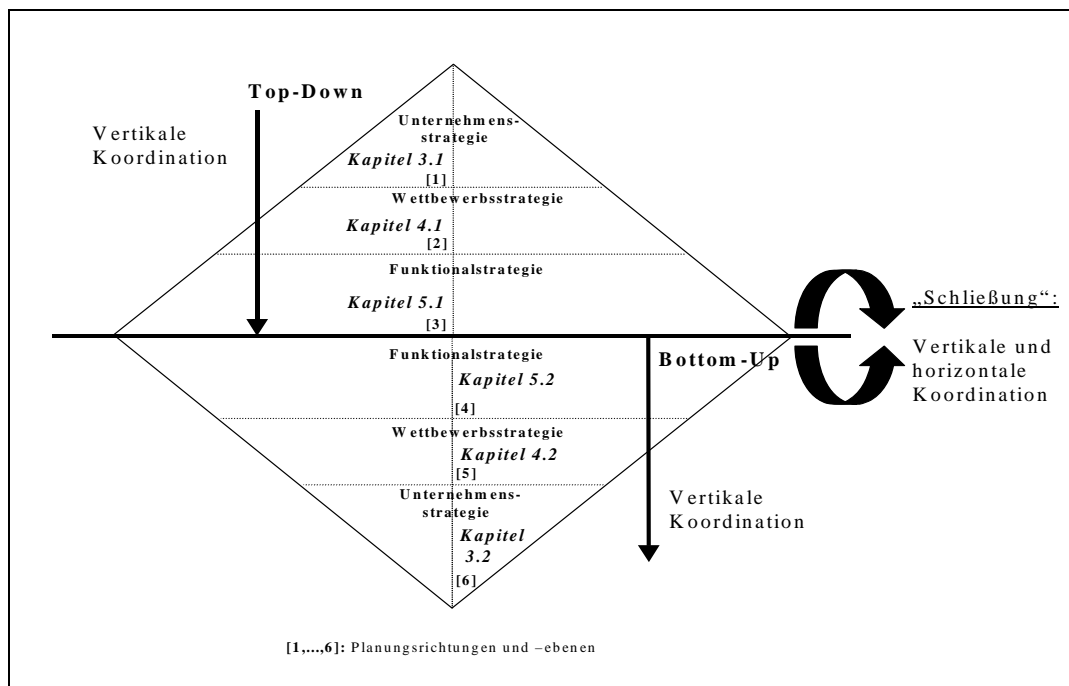 Top-Down
Vertikale
Koordination
Unternehmens-
strategie
Kapitel 3.1
[1]
Wettbewerbsstrategie
Kapitel 4.1
[2]
Funktionalstrategie
Kapitel 5.1
[3]
„Schließung“:
Vertikale und
horizontale
Koordination
Funktionalstrategie
Bottom-Up
Kapitel 5.2
[4]
Wettbewerbsstrategie
Kapitel 4.2
[5]
Unternehmens-
strategie
Vertikale
Koordination
Kapitel
3.2
[6]
[1,...,6]: Planungsrichtungen und –ebenen